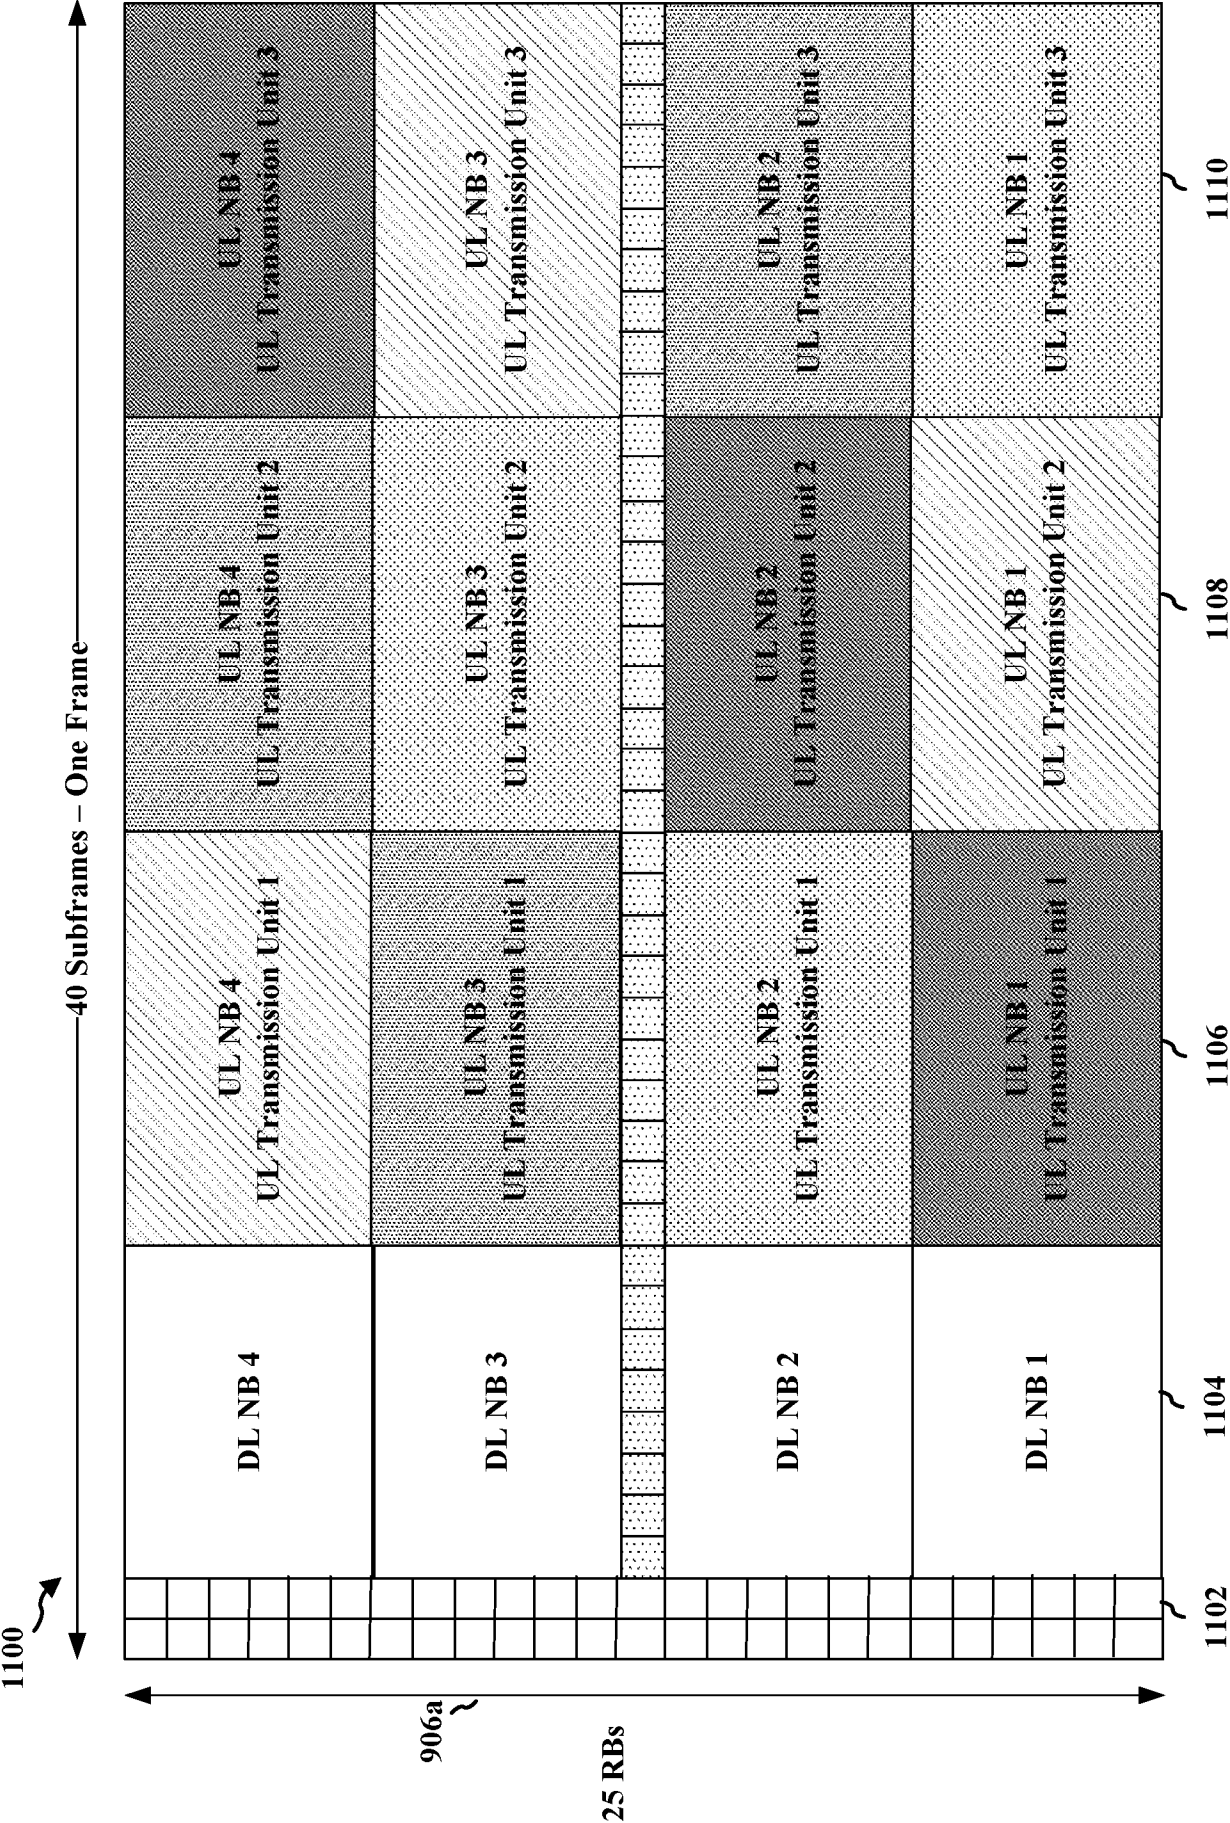 1100
40 Subframes – One Frame
906a
25 RBs
DL NB 4
UL NB 4
UL Transmission Unit 1
UL NB 4
UL Transmission Unit 2
UL NB 4
UL Transmission Unit 3
DL NB 3
UL NB 3
UL Transmission Unit 1
UL NB 3
UL Transmission Unit 2
UL NB 3
UL Transmission Unit 3
DL NB 2
UL NB 2
UL Transmission Unit 1
UL NB 2
UL Transmission Unit 2
UL NB 2
UL Transmission Unit 3
DL NB 1
UL NB 1
UL Transmission Unit 1
UL NB 1
UL Transmission Unit 2
UL NB 1
UL Transmission Unit 3
1102
1104
1106
1108
1110